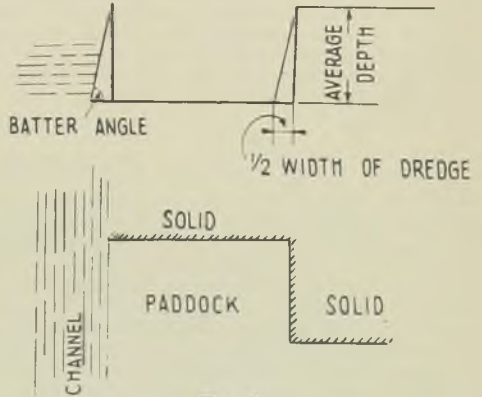 AVERAGE
DEPTH
BATTER ANGLE
½ WIDTH OF DREDGE
SOLID
PADDOCK
SOLID
CHANNEL